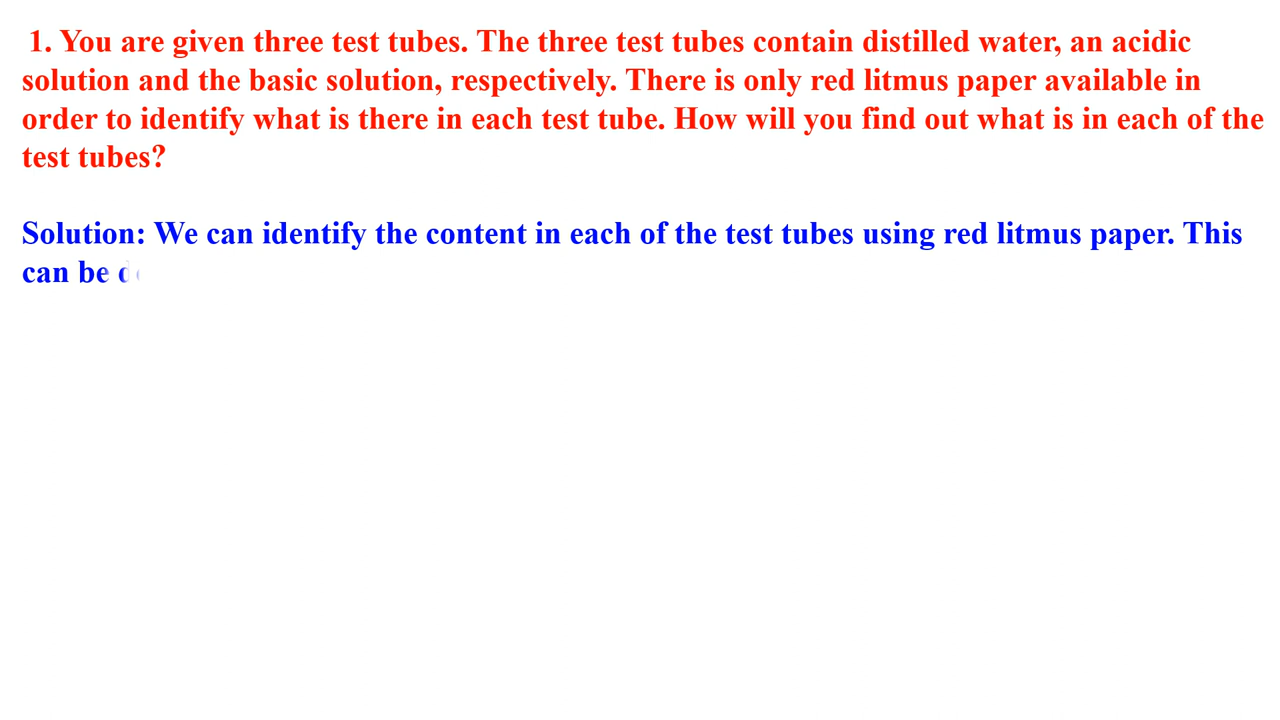 1. You are given three test tubes. The three test tubes contain distilled water, an acidic
solution and the basic solution, respectively. There is only red litmus paper available in
order to identify what is there in each test tube. How will you find out what is in each of the
test tubes?
Solution: We can identify the content in each of the test tubes using red litmus paper. This
can be